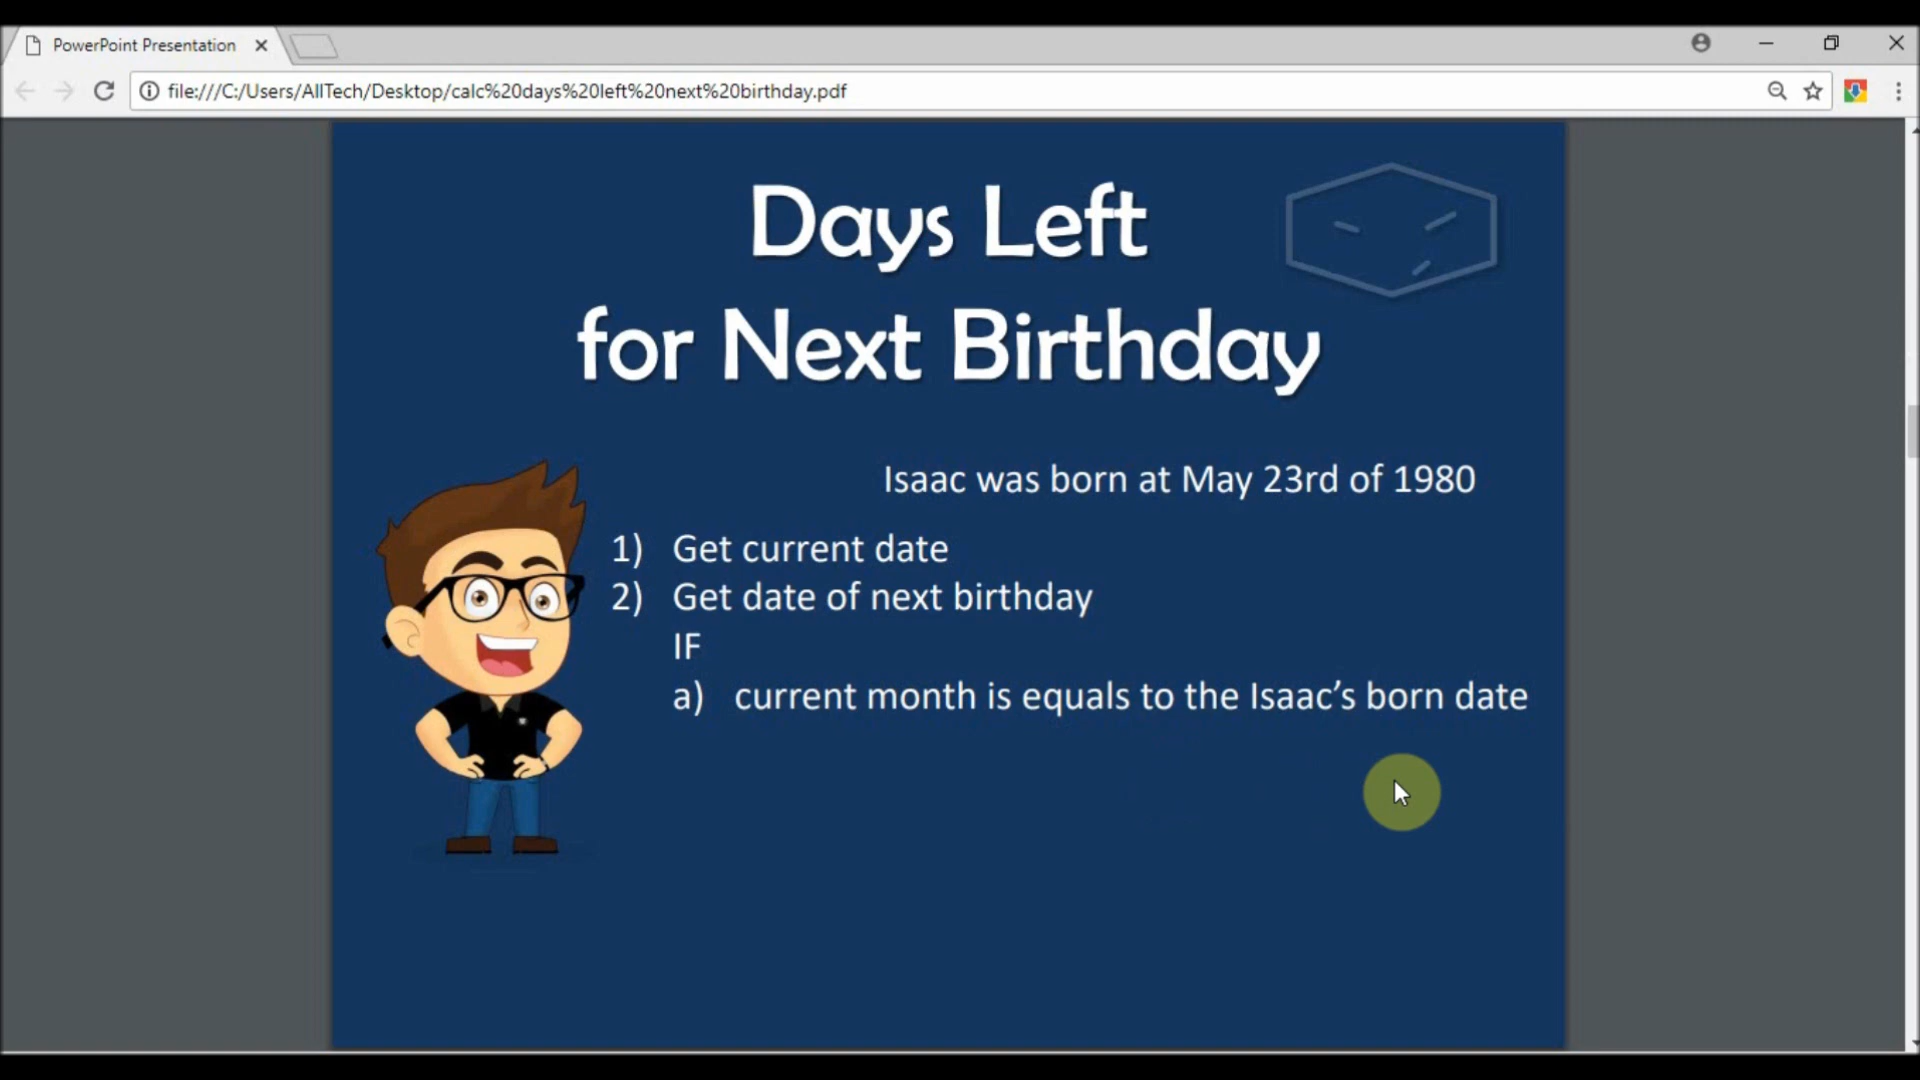 PowerPoint Presentation
file:///C:/Users/AllTech/Desktop/calc%20days%20left%20next%20birthday.pdf
Days Left
for Next Birthday
Isaac was born at May 23rd of 1980
1) Get current date
2) Get date of next birthday
IF
a) current month is equals to the Isaac’s born date